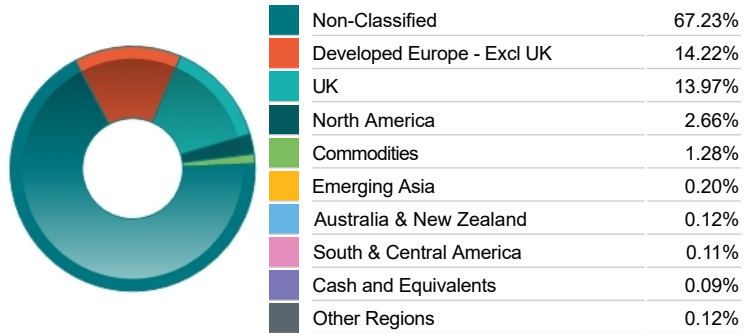 Non-Classified 67.23%
Developed Europe - Excl UK 14.22%
UK 13.97%
North America 2.66%
Commodities 1.28%
Emerging Asia 0.20%
Australia & New Zealand 0.12%
South & Central America 0.11%
Cash and Equivalents 0.09%
Other Regions 0.12%